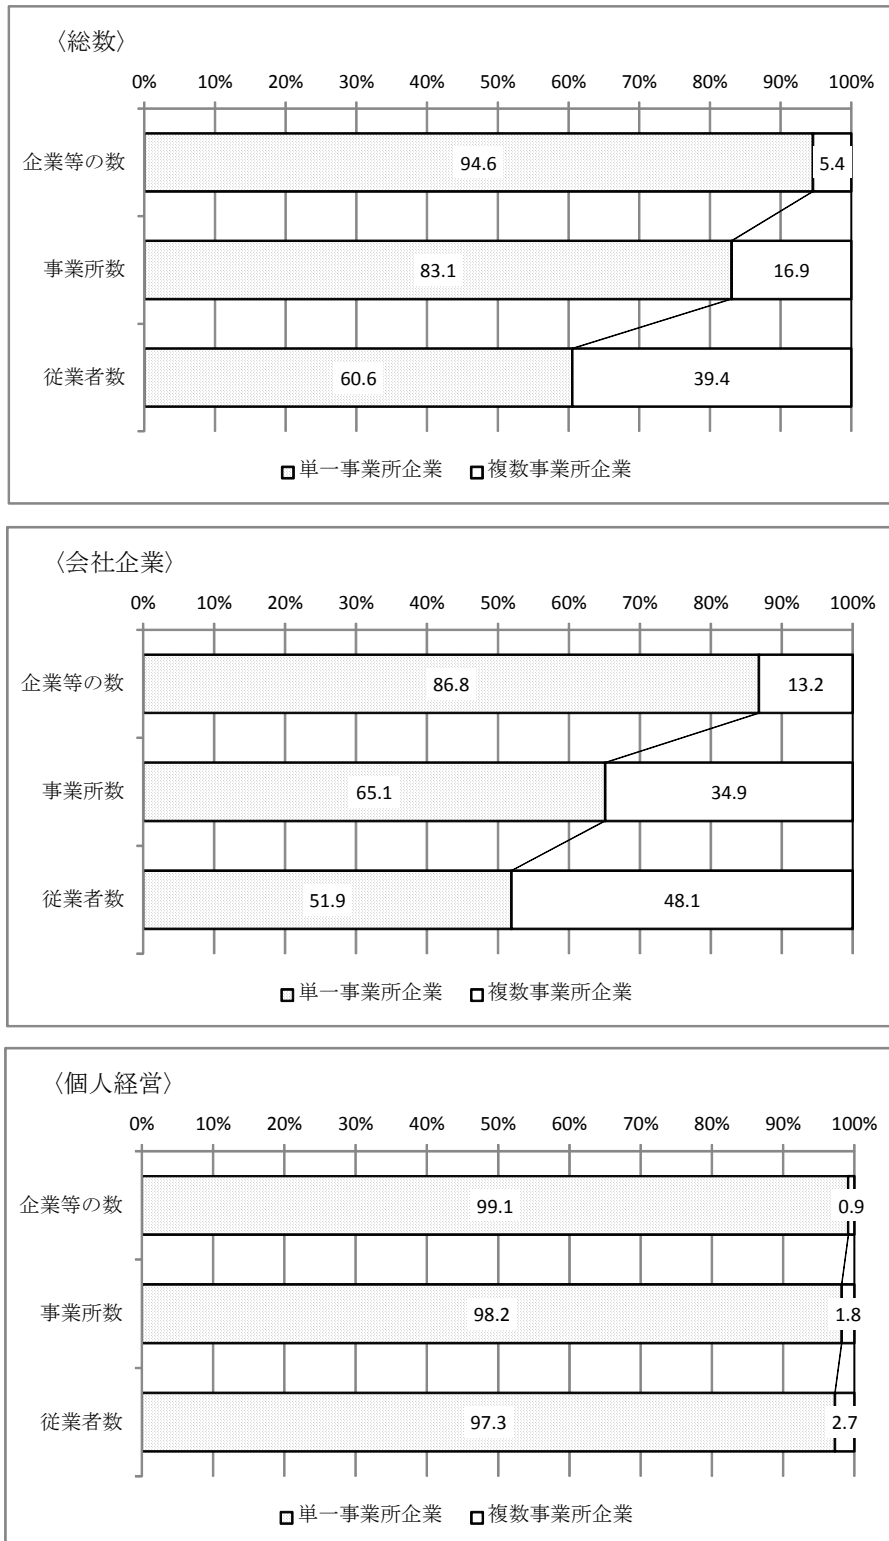 〈総数〉
0% 10% 20% 30% 40% 50% 60% 70% 80% 90% 100%
企業等の数 94.6 5.4
事業所数 83.1 16.9
従業者数 60.6 39.4
単一事業所企業 複数事業所企業
〈会社企業〉
0% 10% 20% 30% 40% 50% 60% 70% 80% 90% 100%
企業等の数 86.8 13.2
事業所数 65.1 34.9
従業者数 51.9 48.1
単一事業所企業 複数事業所企業
〈個人経営〉
0% 10% 20% 30% 40% 50% 60% 70% 80% 90% 100%
企業等の数 99.1 0.9
事業所数 98.2 1.8
従業者数 97.3 2.7
単一事業所企業 複数事業所企業